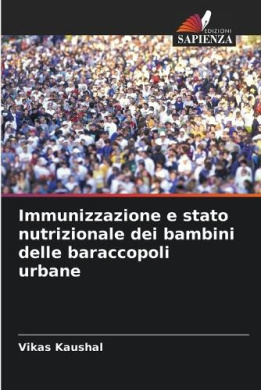 EDIZIONI
SAPIENZA
Immunizzazione e stato
nutrizionale dei bambini
delle baraccopoli
urbane
Vikas Kaushal